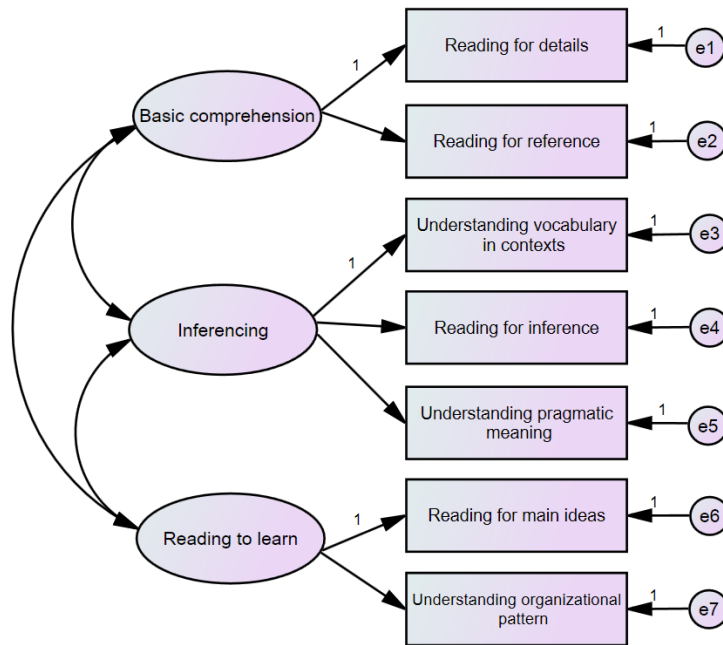 1
Reading for details
1
e1
Basic comprehension
Reading for reference
1
e2
1
Understanding vocabulary
in contexts
1
e3
Inferencing
Reading for inference
1
e4
Understanding pragmatic
meaning
1
e5
1
Reading for main ideas
1
e6
Reading to learn
Understanding organizational
pattern
1
e7